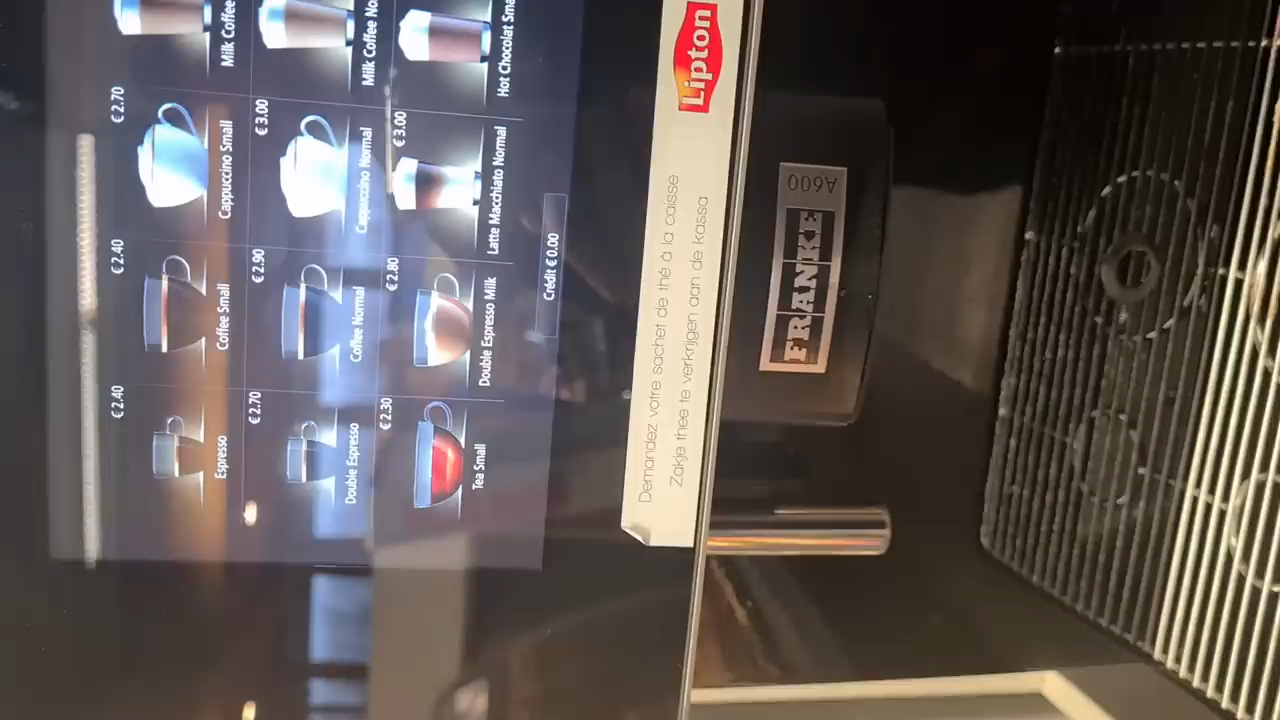 € 2.40
€ 2.40
€ 2.70
Espresso
Coffee Small
Cappuccino Small
Milk Coffee
€ 2.70
€ 2.90
€ 3.00
Double Espresso
Coffee Normal
Cappuccino Normal
Milk Coffee No
€ 2.30
€ 2.80
€ 3.00
Tea Small
Double Espresso Milk
Latte Macchiato Normal
Hot Chocolat Sma
Crédit € 0.00
Demandez votre sachet de thé à la caisse
Zakje thee te verkrijgen aan de kassa
Lipton
FRANKE
A600